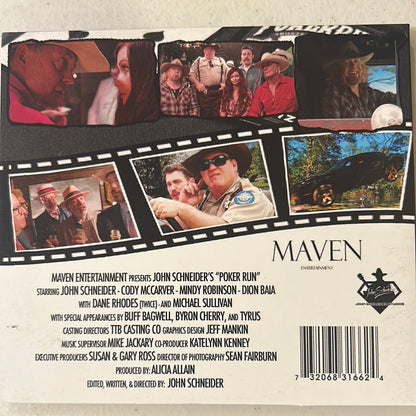 MAVEN
ENTERTAINMENT
MAVEN ENTERTAINMENT PRESENTS JOHN SCHNEIDER'S "POKER RUN"
STARRING JOHN SCHNEIDER - CODY MCCARVER - MINDY ROBINSON - DION BAIA
WITH DANE RHODES (TWICE) - AND MICHAEL SULLIVAN
WITH SPECIAL APPEARANCES BY BUFF BAGWELL, BYRON CHERRY, AND TYRUS
CASTING DIRECTORS TTB CASTING CO GRAPHICS DESIGN JEFF MANKIN
MUSIC SUPERVISOR MIKE JACKARY CO-PRODUCER KATELYNN KENNEY
EXECUTIVE PRODUCERS SUSAN & GARY ROSS DIRECTOR OF PHOTOGRAPHY SEAN FAIRBURN
PRODUCED BY: ALICIA ALLAIN
EDITED, WRITTEN, & DIRECTED BY: JOHN SCHNEIDER
7 32068 31662 4